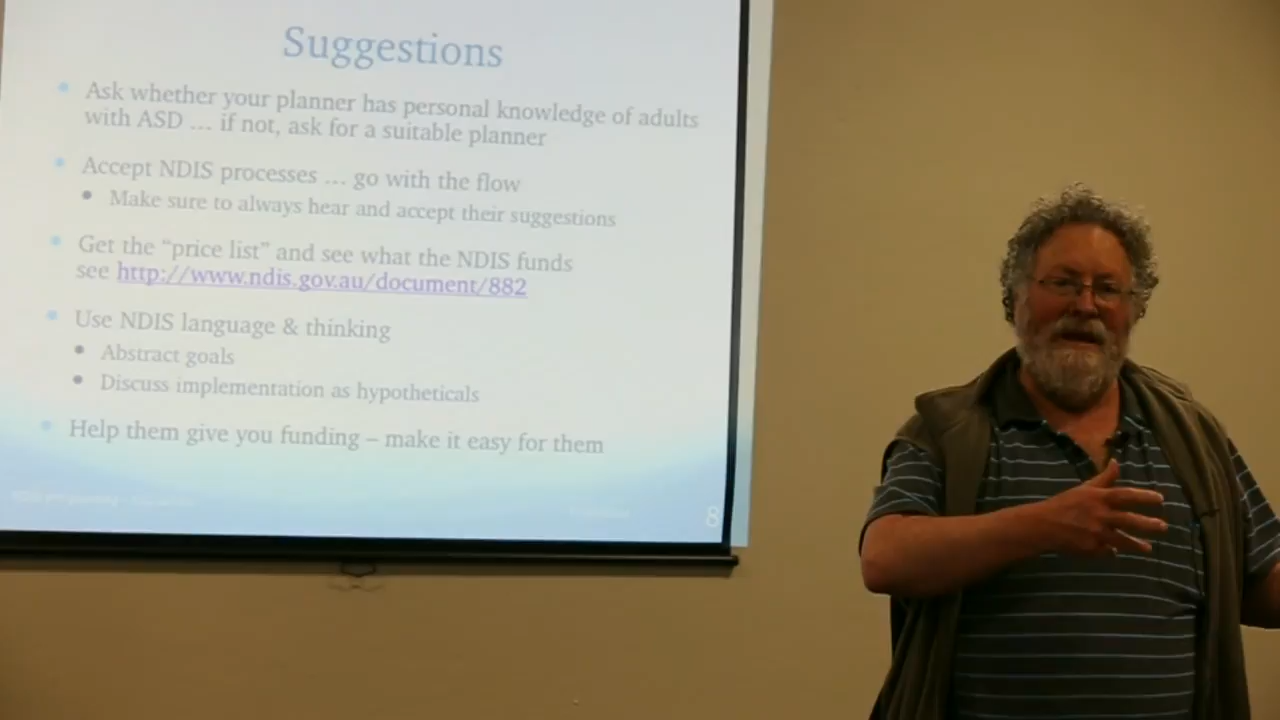 Suggestions
Ask whether your planner has personal knowledge of adults
with ASD ... if not, ask for a suitable planner
Accept NDIS processes ... go with the flow
Make sure to always hear and accept their suggestions
Get the “price list” and see what the NDIS funds
see http://www.ndis.gov.au/document/882
Use NDIS language & thinking
Abstract goals
Discuss implementation as hypotheticals
Help them give you funding – make it easy for them
8